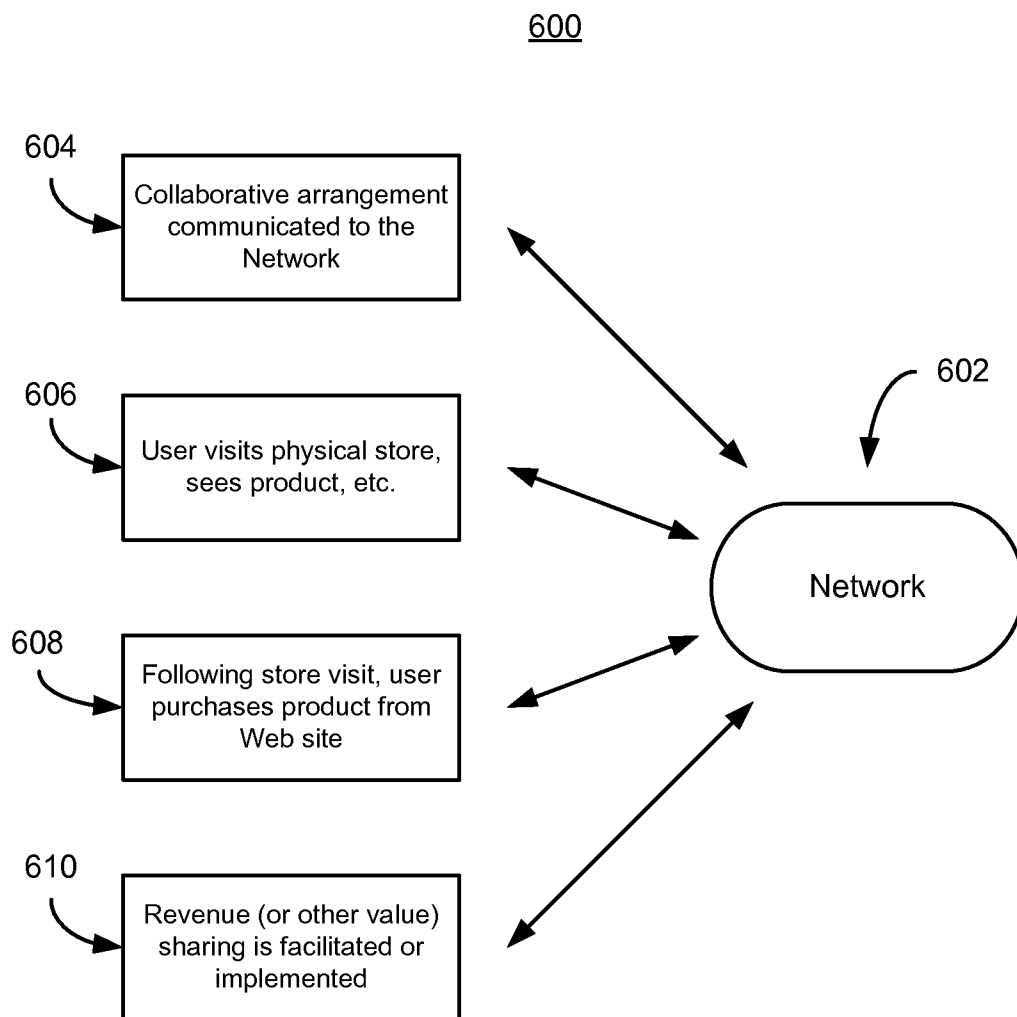 600
604
Collaborative arrangement
communicated to the
Network
606
User visits physical store,
sees product, etc.
602
Network
608
Following store visit, user
purchases product from
Web site
610
Revenue (or other value)
sharing is facilitated or
implemented